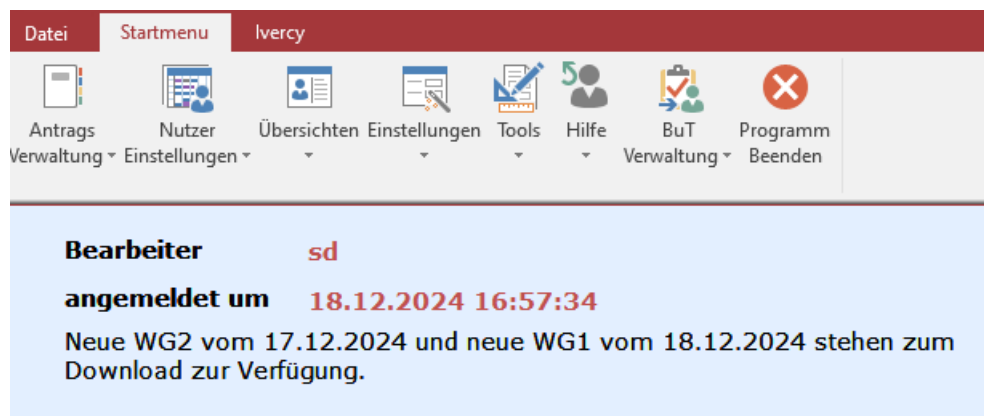 Datei Startmenu Ivercy
Antrags Nutzer Übersichten Einstellungen Tools Hilfe BuT Programm
Verwaltung Einstellungen Verwaltung Beenden
Bearbeiter sd
angemeldet um 18.12.2024 16:57:34
Neue WG2 vom 17.12.2024 und neue WG1 vom 18.12.2024 stehen zum
Download zur Verfügung.